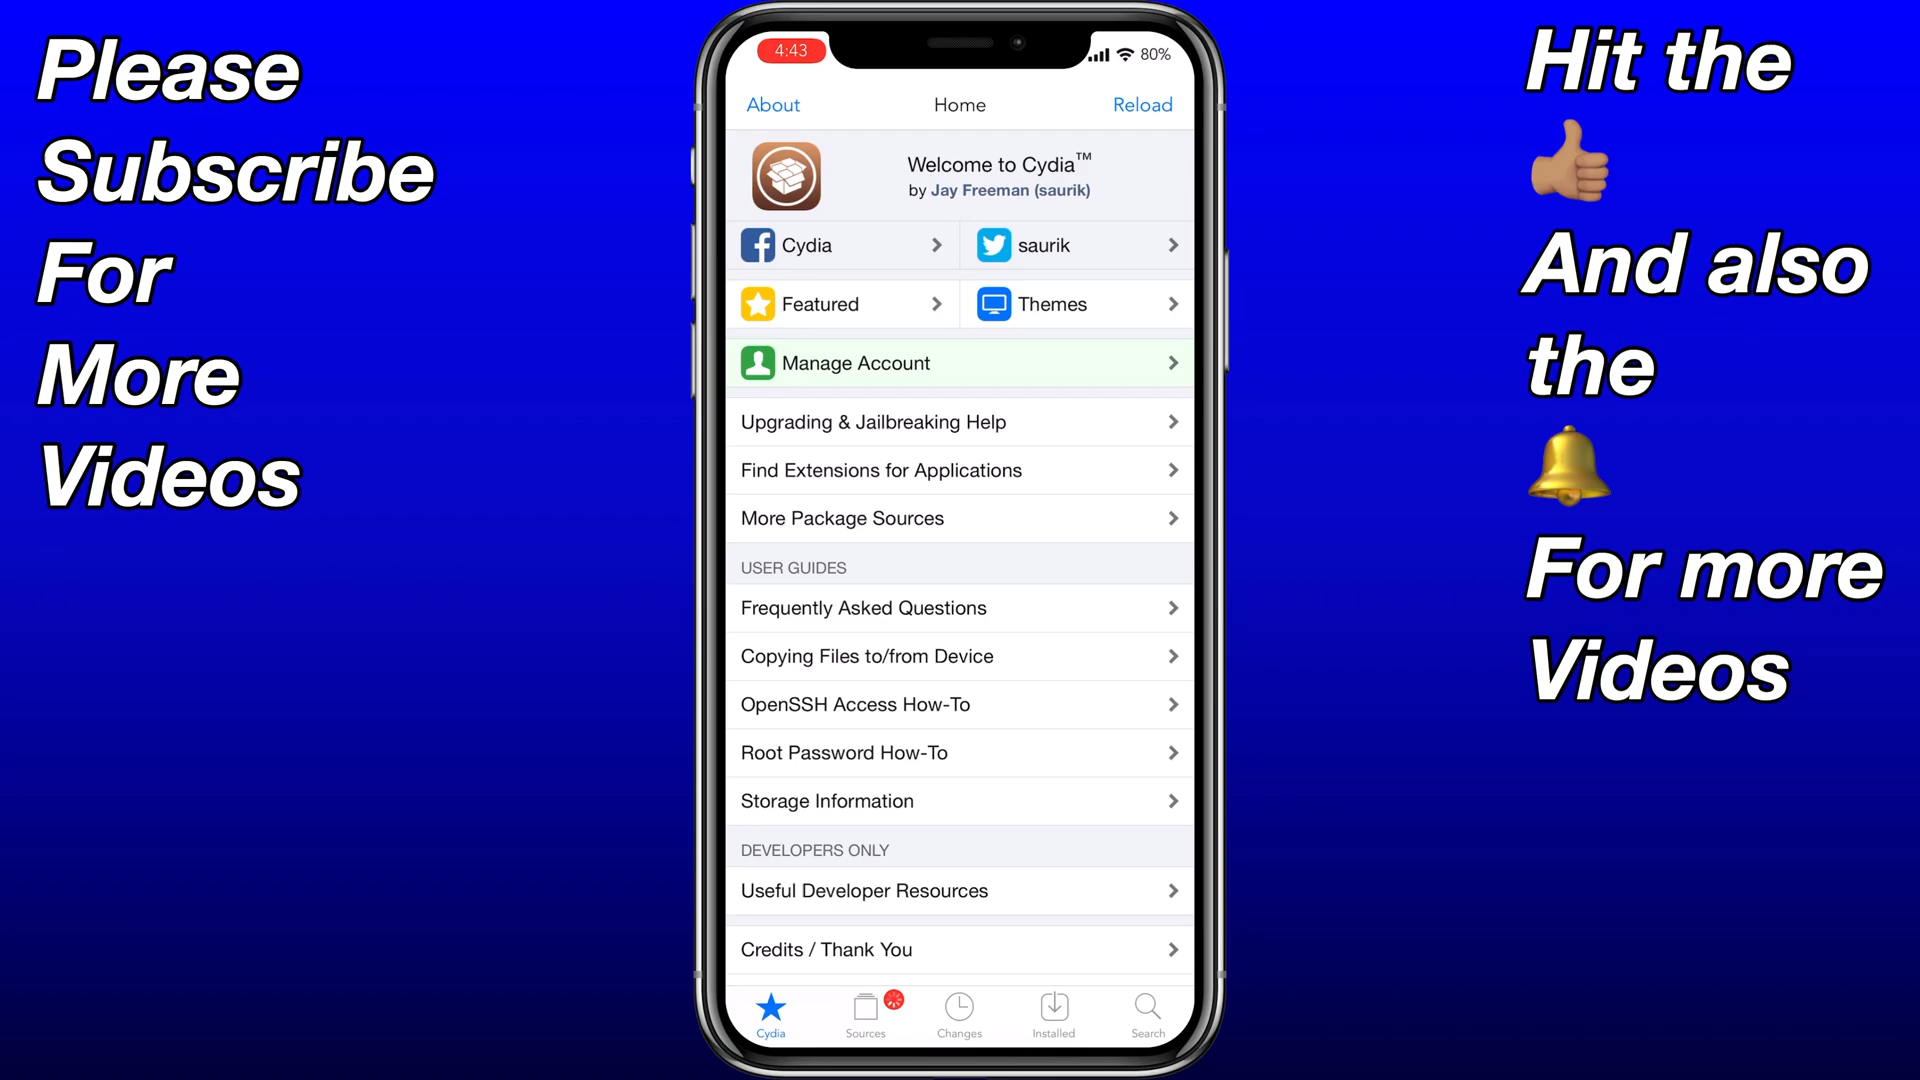 Please
Subscribe
For
More
Videos
4:43
80%
About
Home
Reload
Welcome to Cydia™
by Jay Freeman (saurik)
Cydia
saurik
Featured
Themes
Manage Account
Upgrading & Jailbreaking Help
Find Extensions for Applications
More Package Sources
USER GUIDES
Frequently Asked Questions
Copying Files to/from Device
OpenSSH Access How-To
Root Password How-To
Storage Information
DEVELOPERS ONLY
Useful Developer Resources
Credits / Thank You
Cydia
Sources
Changes
Installed
Search
Hit the
👍🏽
And also
the
🔔
For more
Videos